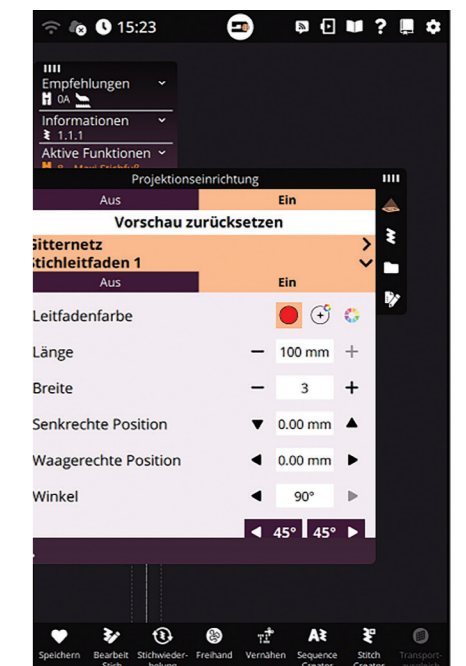 15:23
Empfehlungen
0A
Informationen
1.1.1
Aktive Funktionen
Projektionseinrichtung
Aus Ein
Vorschau zurücksetzen
Gitternetz
Stichleitfaden 1
Aus Ein
Leitfadenfarbe
Länge 100 mm
Breite 3
Senkrechte Position 0.00 mm
Waagerechte Position 0.00 mm
Winkel 90°
45° 45°
Speichern Bearbeit Stichwieder- Freihand Vernähen Sequence Stitch Transport-
Stich holung Creator Creator